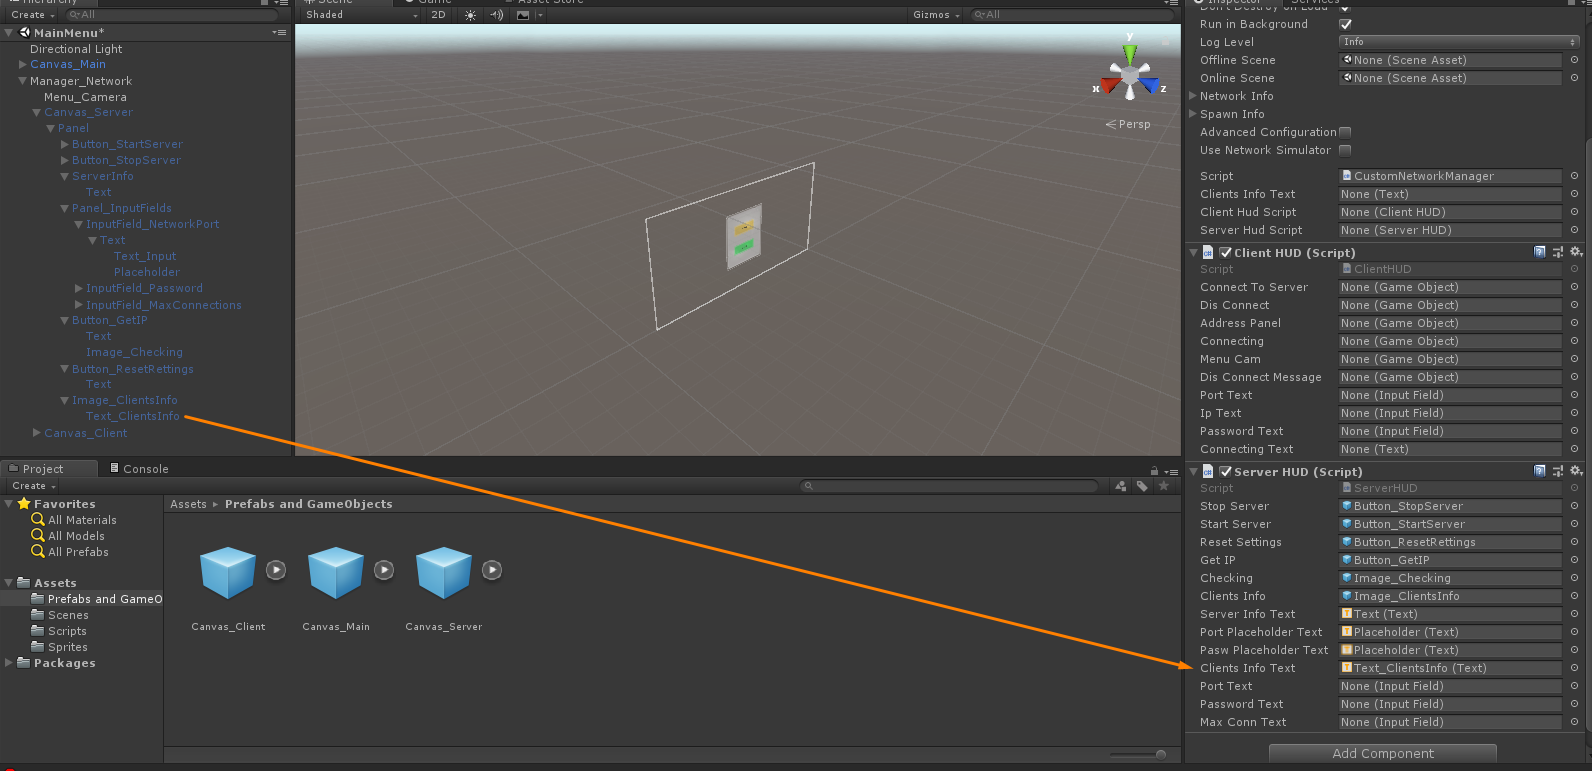 Hierarchy
Create
All
MainMenu*
Directional Light
Canvas_Main
Manager_Network
Menu_Camera
Canvas_Server
Panel
Button_StartServer
Button_StopServer
ServerInfo
Text
Panel_InputFields
InputField_NetworkPort
Text
Text_Input
Placeholder
InputField_Password
InputField_MaxConnections
Button_GetIP
Text
Image_Checking
Button_ResetRettings
Text
Image_ClientsInfo
Text_ClientsInfo
Canvas_Client
Scene
Game
Asset Store
Shaded
2D
Gizmos
All
y
x
z
Persp
Project
Console
Create
Favorites
All Materials
All Models
All Prefabs
Assets
Prefabs and GameO
Scenes
Scripts
Sprites
Packages
Assets
Prefabs and GameObjects
Canvas_Client
Canvas_Main
Canvas_Server
Inspector
Services
Don't Destroy on Load
Run in Background
Log Level Info
Offline Scene None (Scene Asset)
Online Scene None (Scene Asset)
Network Info
Spawn Info
Advanced Configuration
Use Network Simulator
Script CustomNetworkManager
Clients Info Text None (Text)
Client Hud Script None (Client HUD)
Server Hud Script None (Server HUD)
Client HUD (Script)
Script ClientHUD
Connect To Server None (Game Object)
Dis Connect None (Game Object)
Address Panel None (Game Object)
Connecting None (Game Object)
Menu Cam None (Game Object)
Dis Connect Message None (Game Object)
Port Text None (Input Field)
Ip Text None (Input Field)
Password Text None (Input Field)
Connecting Text None (Text)
Server HUD (Script)
Script ServerHUD
Stop Server Button_StopServer
Start Server Button_StartServer
Reset Settings Button_ResetRettings
Get IP Button_GetIP
Checking Image_Checking
Clients Info Image_ClientsInfo
Server Info Text Text (Text)
Port Placeholder Text Placeholder (Text)
Pasw Placeholder Text Placeholder (Text)
Clients Info Text Text_ClientsInfo (Text)
Port Text None (Input Field)
Password Text None (Input Field)
Max Conn Text None (Input Field)
Add Component